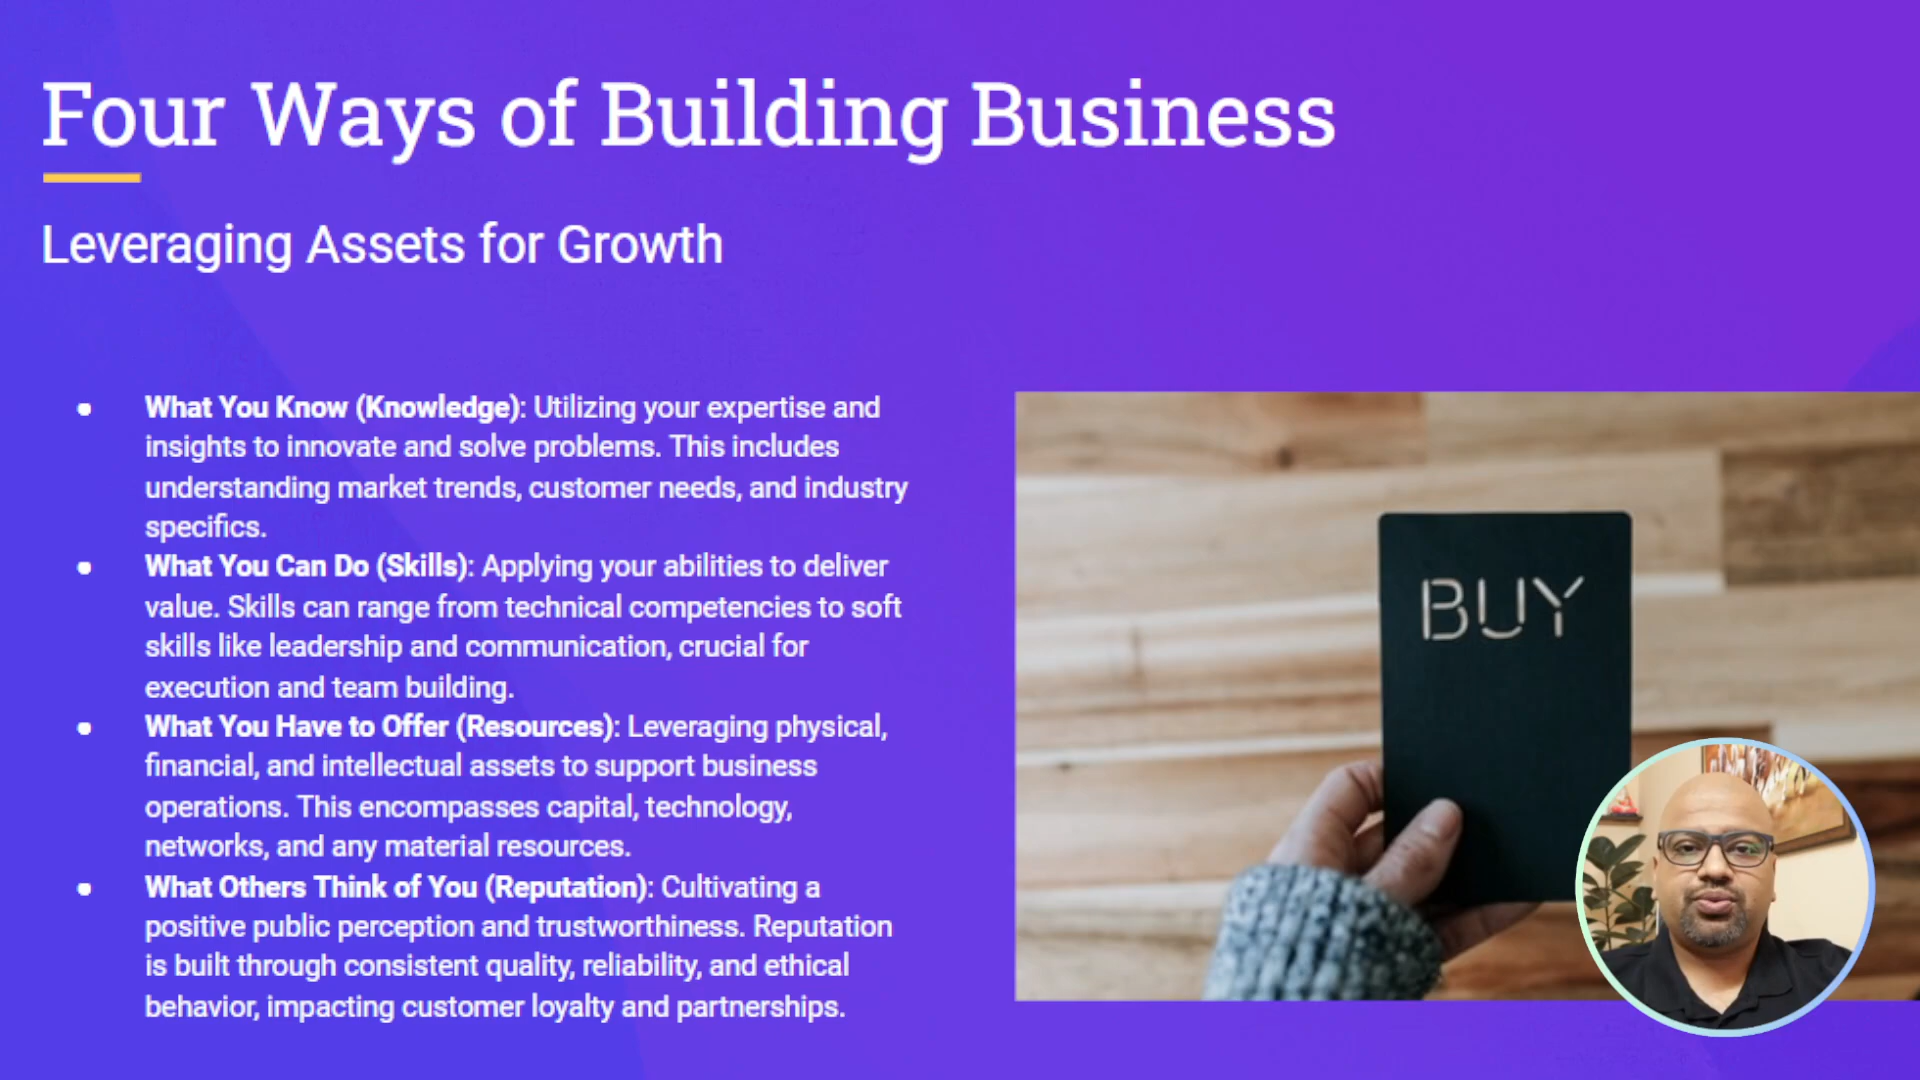 Four Ways of Building Business
Leveraging Assets for Growth
● What You Know (Knowledge): Utilizing your expertise and
insights to innovate and solve problems. This includes
understanding market trends, customer needs, and industry
specifics.
● What You Can Do (Skills): Applying your abilities to deliver
value. Skills can range from technical competencies to soft
skills like leadership and communication, crucial for
execution and team building.
● What You Have to Offer (Resources): Leveraging physical,
financial, and intellectual assets to support business
operations. This encompasses capital, technology,
networks, and any material resources.
● What Others Think of You (Reputation): Cultivating a
positive public perception and trustworthiness. Reputation
is built through consistent quality, reliability, and ethical
behavior, impacting customer loyalty and partnerships.
BUY